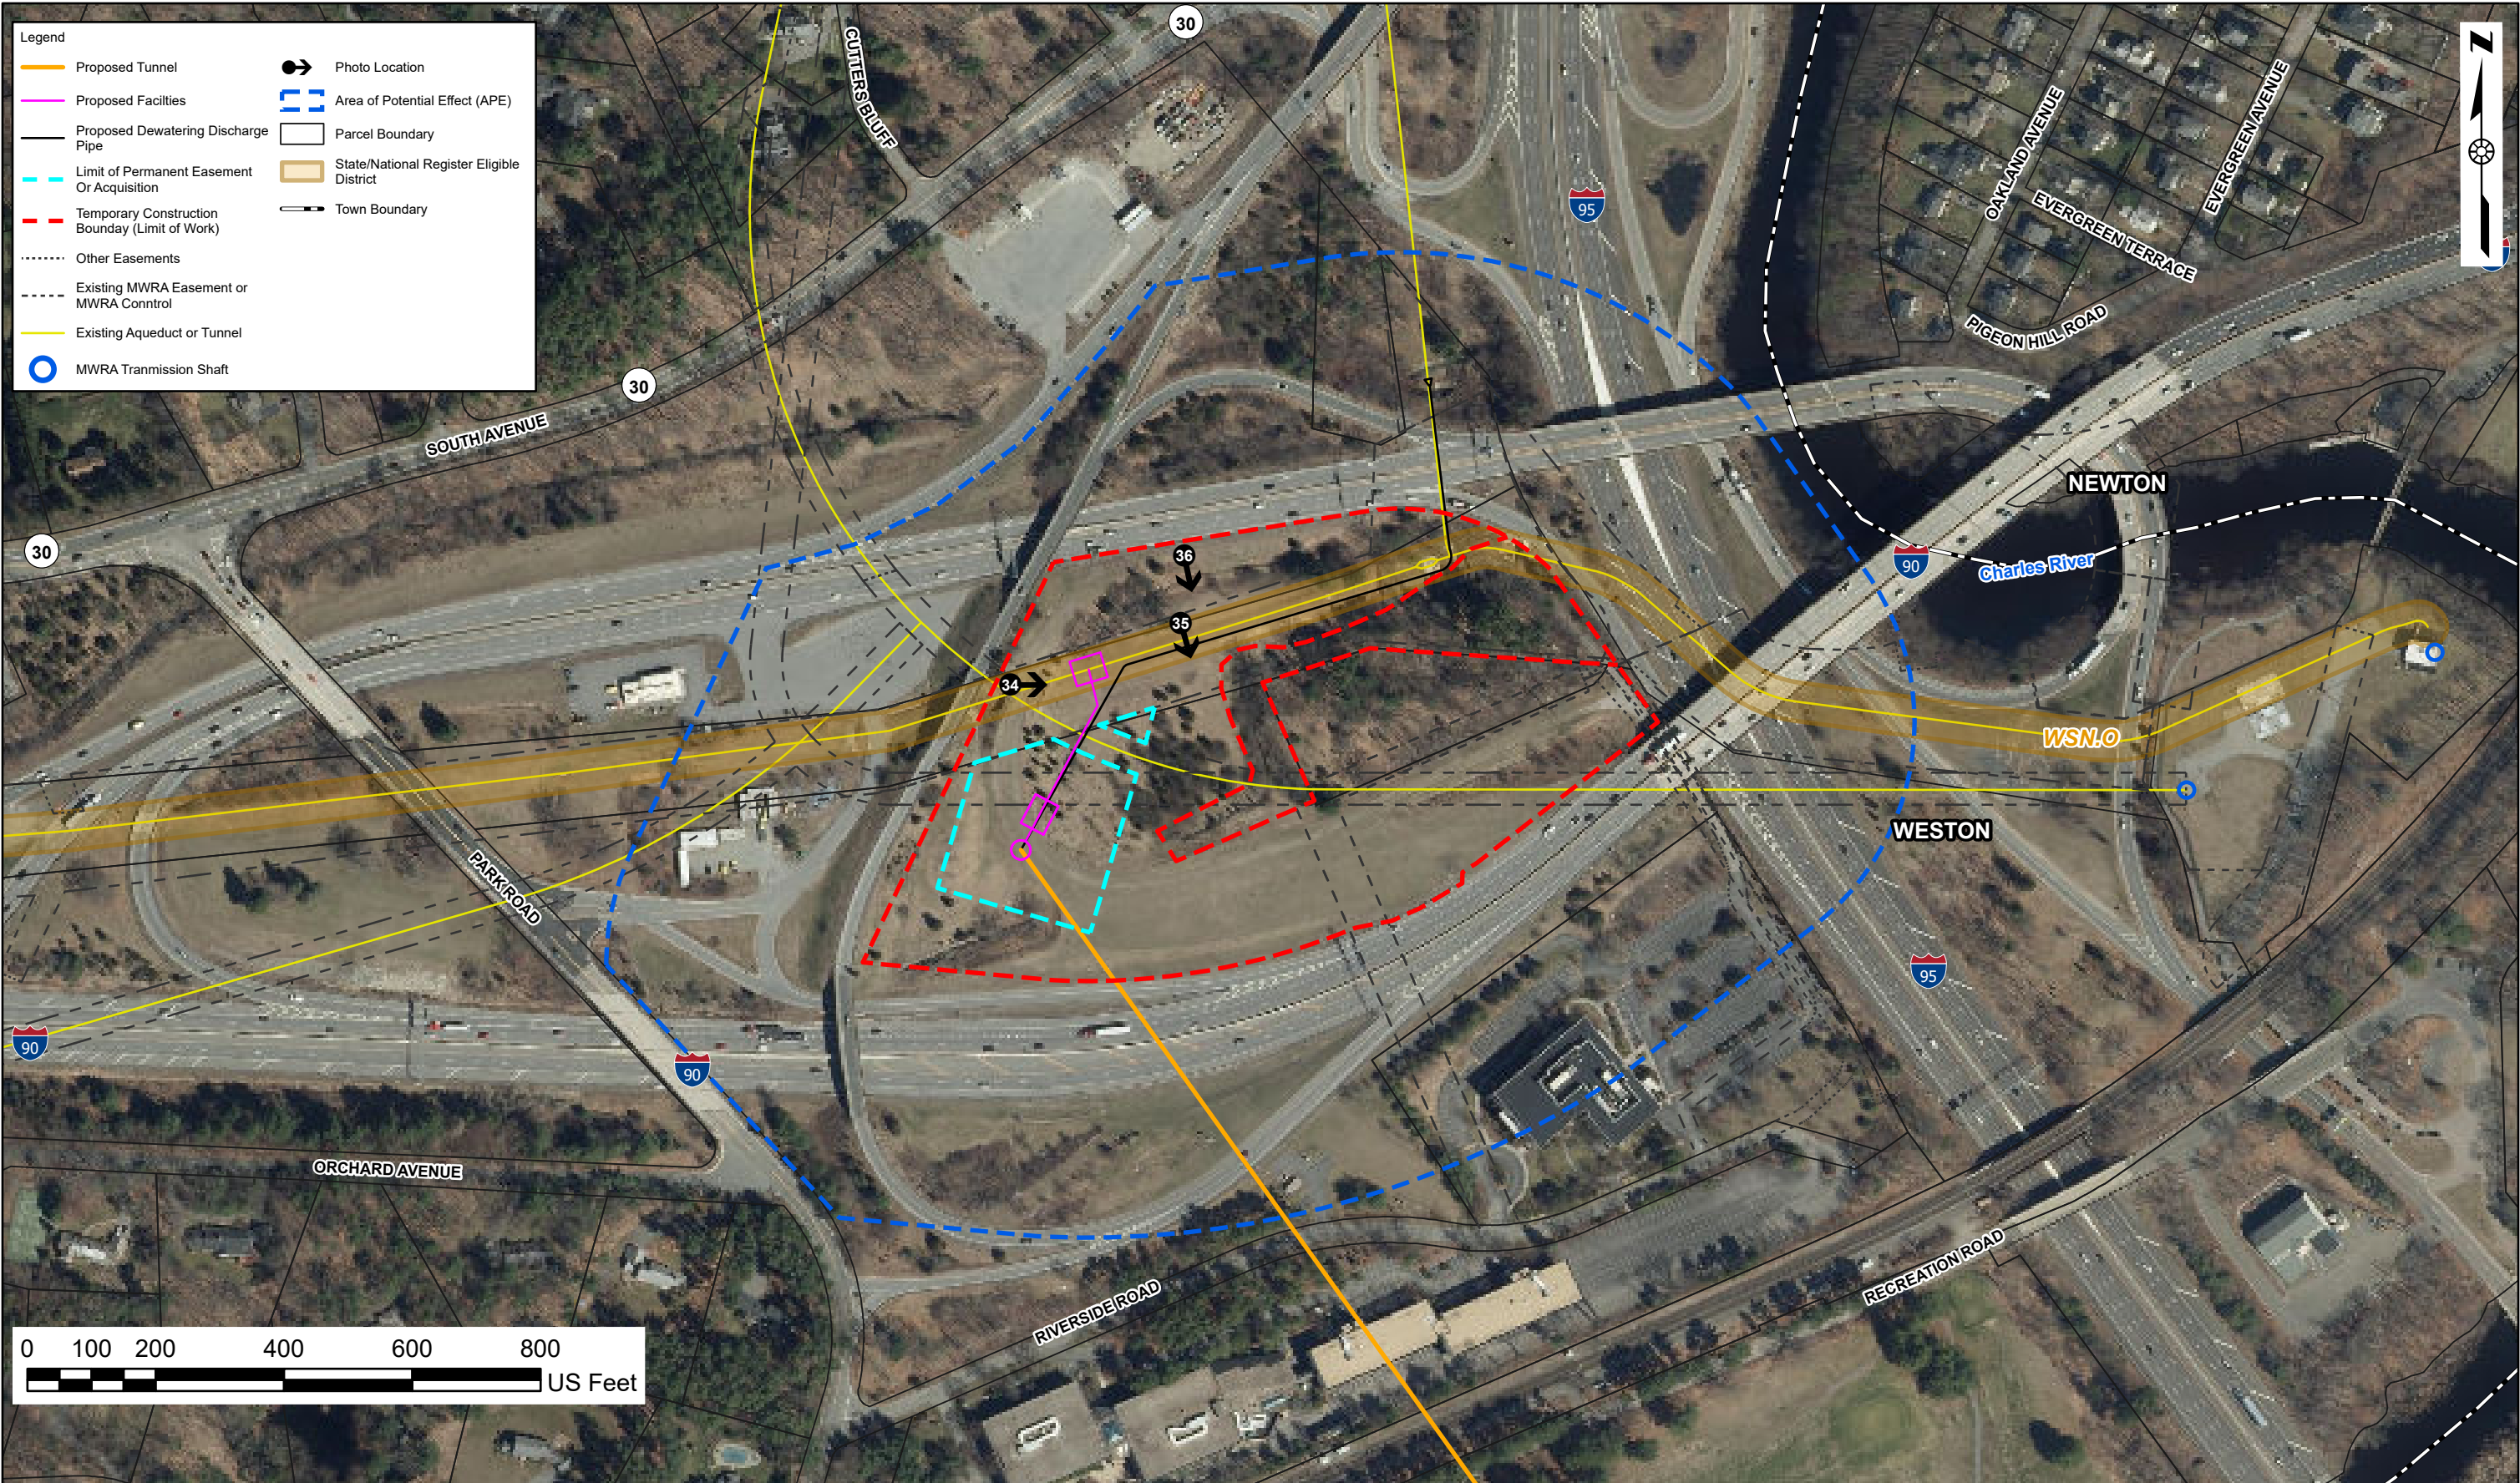 Legend
Proposed Tunnel
Proposed Facilties
Proposed Dewatering Discharge
Pipe
Limit of Permanent Easement
Or Acquisition
Temporary Construction
Bounday (Limit of Work)
Other Easements
Existing MWRA Easement or
MWRA Conntrol
Existing Aqueduct or Tunnel
MWRA Tranmission Shaft
Photo Location
Area of Potential Effect (APE)
Parcel Boundary
State/National Register Eligible
District
Town Boundary
30
CUTTERS BLUFF
95
OAKLAND AVENUE
EVERGREEN AVENUE
EVERGREEN TERRACE
PIGEON HILL ROAD
N
30
SOUTH AVENUE
30
NEWTON
36
90
Charles River
35
34
WSN.O
WESTON
PARK ROAD
95
90
90
ORCHARD AVENUE
RIVERSIDE ROAD
RECREATION ROAD
0 100 200 400 600 800
US Feet